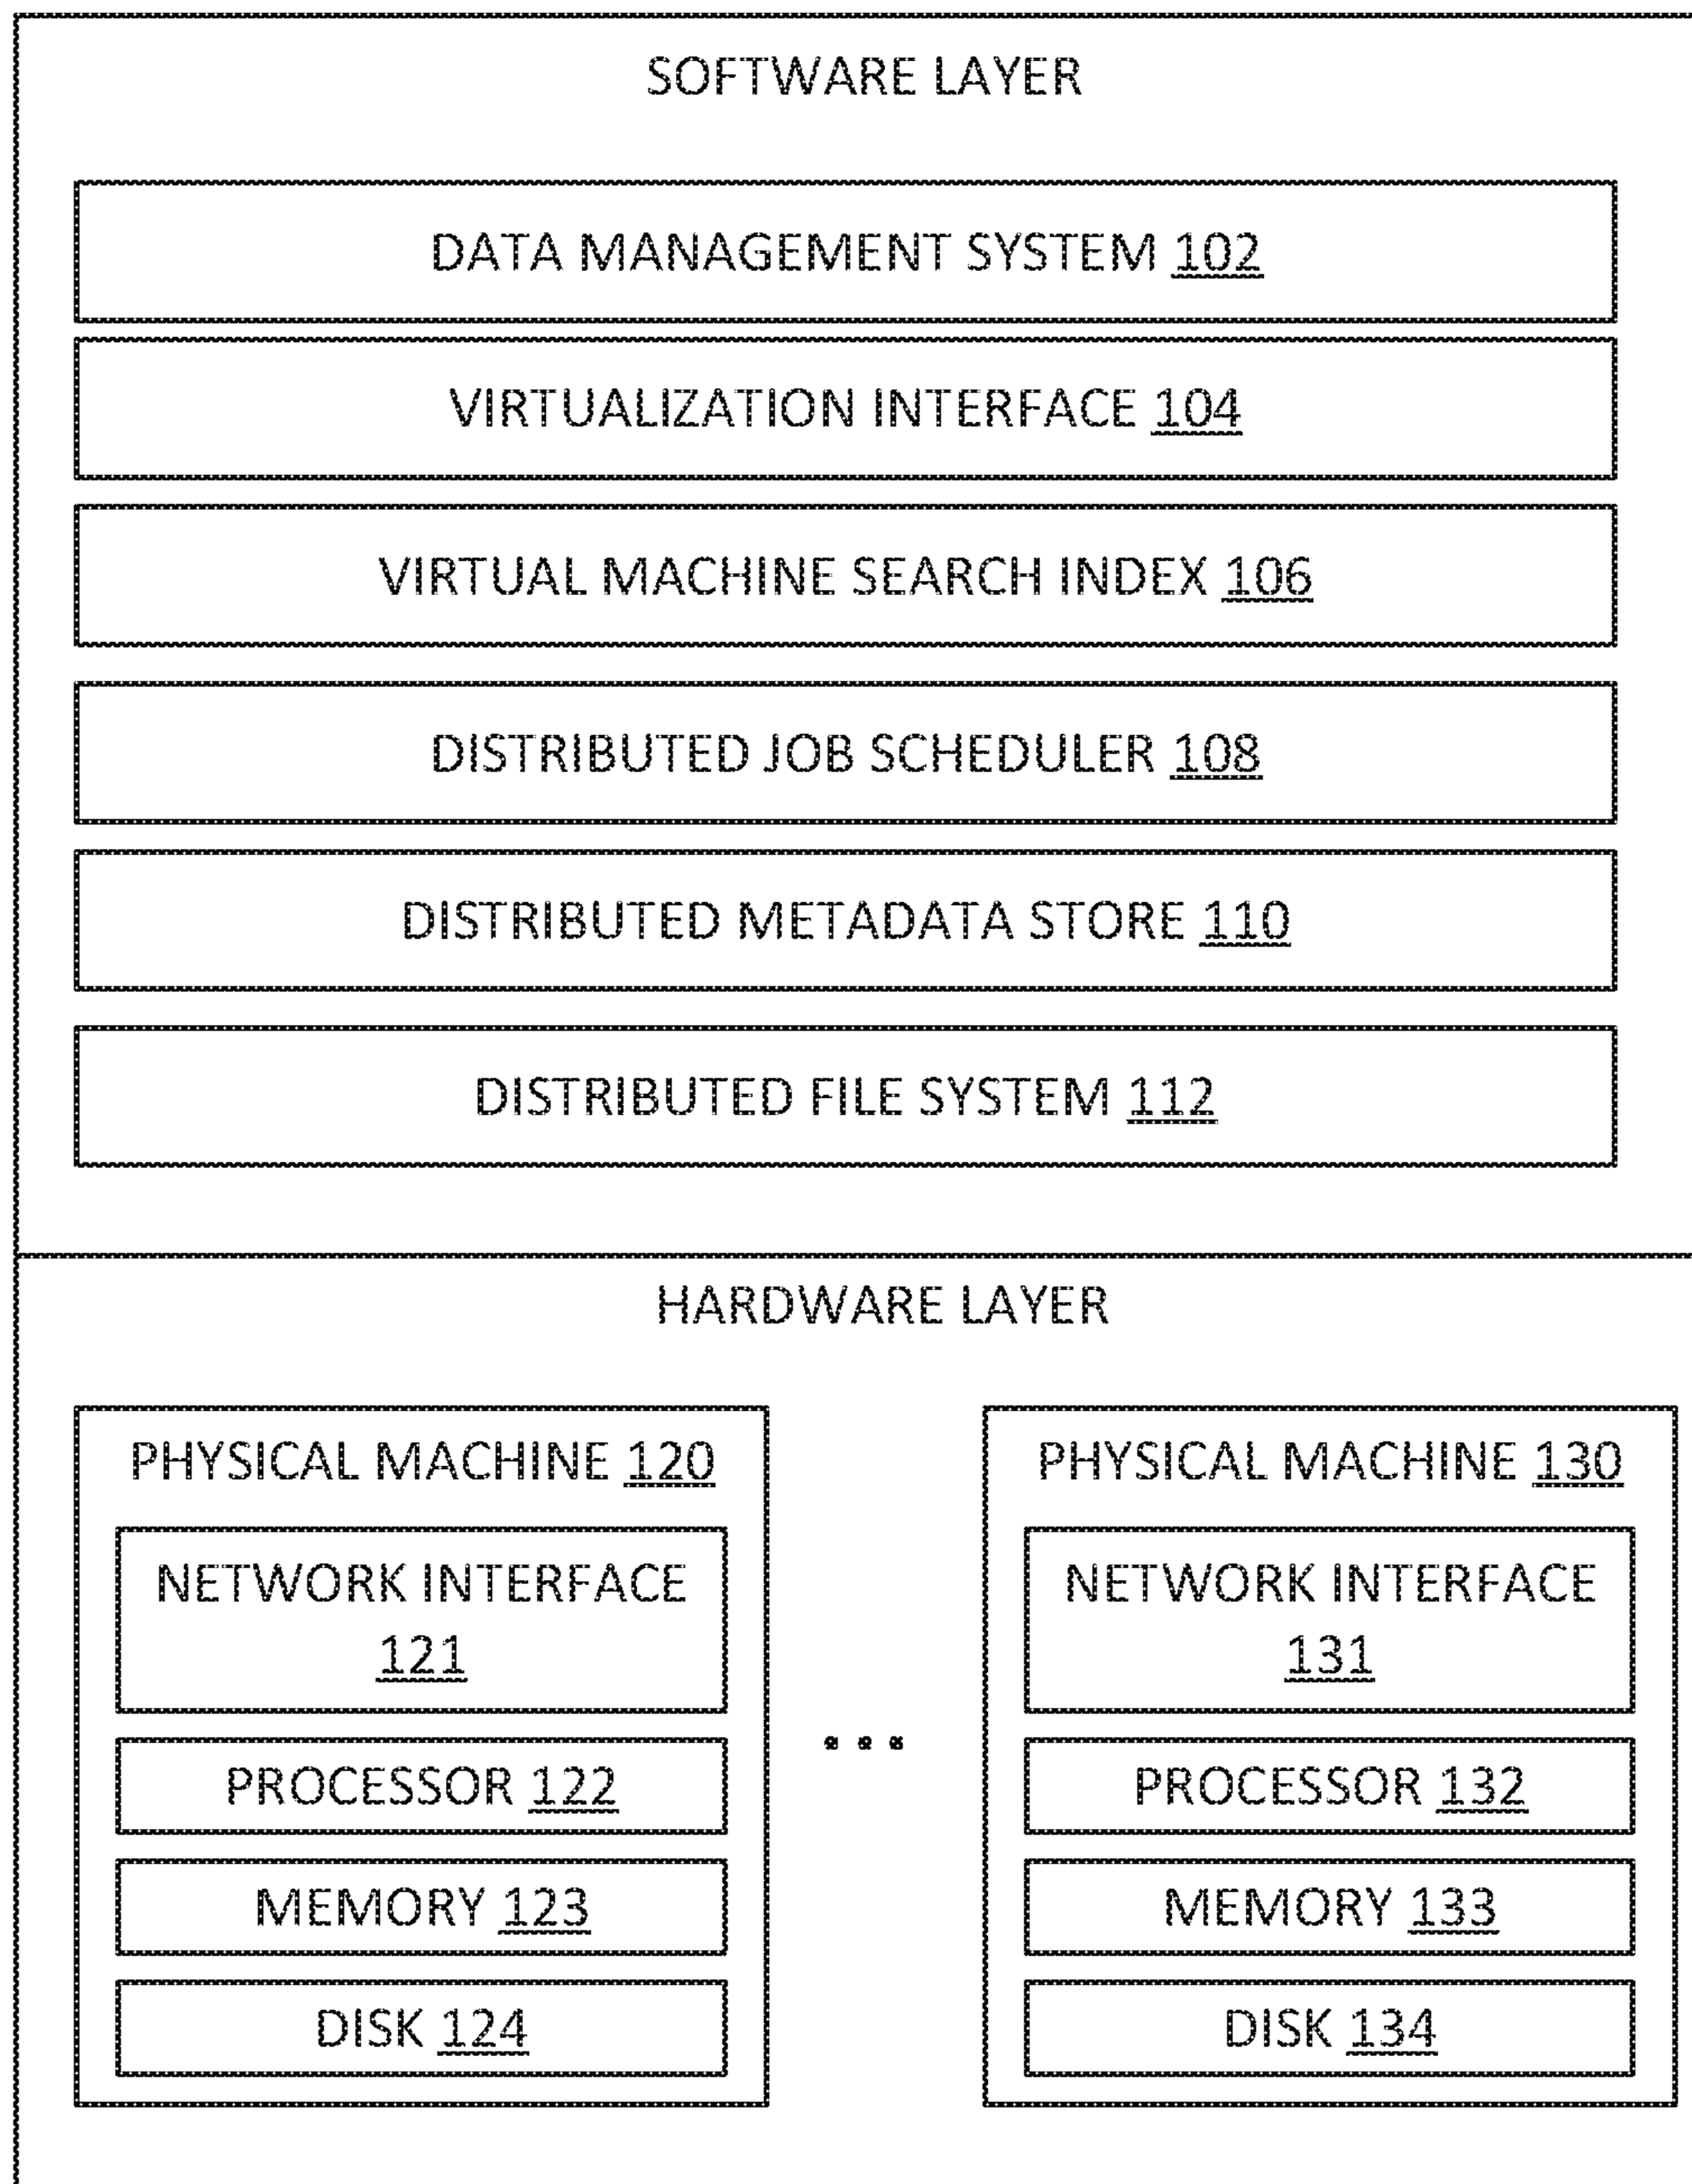 SOFTWARE LAYER
DATA MANAGEMENT SYSTEM 102
VIRTUALIZATION INTERFACE 104
VIRTUAL MACHINE SEARCH INDEX 106
DISTRIBUTED JOB SCHEDULER 108
DISTRIBUTED METADATA STORE 110
DISTRIBUTED FILE SYSTEM 112
HARDWARE LAYER
PHYSICAL MACHINE 120
NETWORK INTERFACE
121
PROCESSOR 122
MEMORY 123
DISK 124
...
PHYSICAL MACHINE 130
NETWORK INTERFACE
131
PROCESSOR 132
MEMORY 133
DISK 134